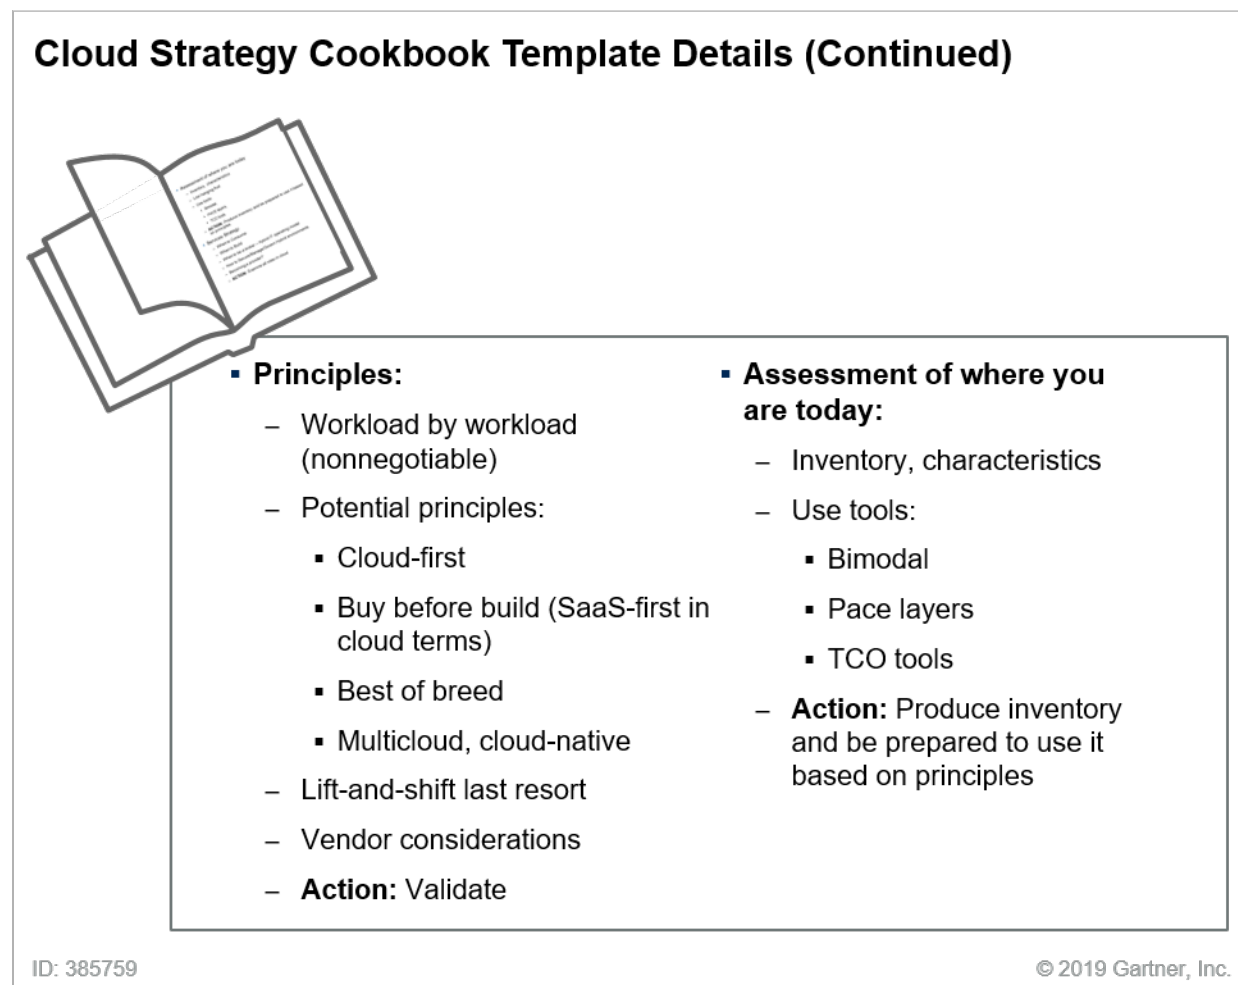 Cloud Strategy Cookbook Template Details (Continued)
▪ Principles:
– Workload by workload
(nonnegotiable)
– Potential principles:
▪ Cloud-first
▪ Buy before build (SaaS-first in
cloud terms)
▪ Best of breed
▪ Multicloud, cloud-native
– Lift-and-shift last resort
– Vendor considerations
– Action: Validate
▪ Assessment of where you
are today:
– Inventory, characteristics
– Use tools:
▪ Bimodal
▪ Pace layers
▪ TCO tools
– Action: Produce inventory
and be prepared to use it
based on principles
ID: 385759
© 2019 Gartner, Inc.